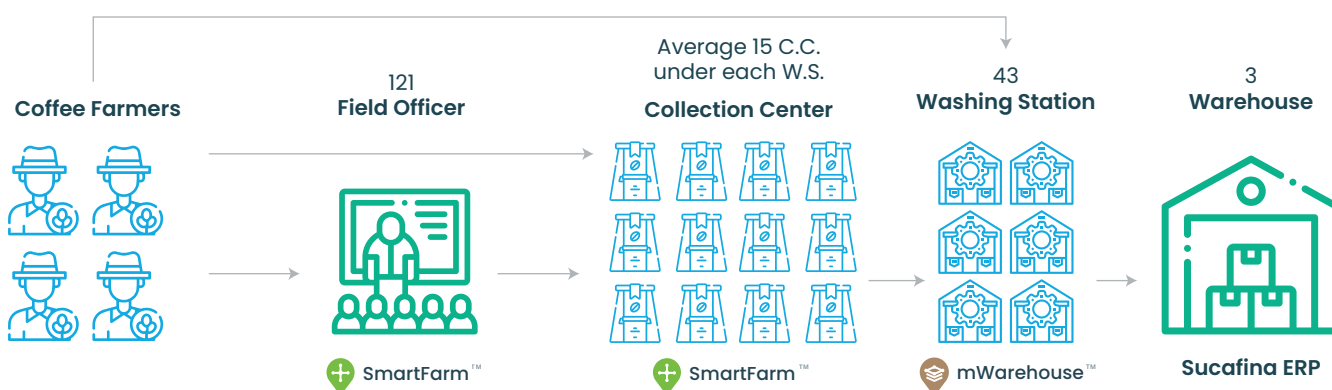 Coffee Farmers
121
Field Officer
SmartFarm™
Average 15 C.C.
under each W.S.
Collection Center
SmartFarm™
43
Washing Station
mWarehouse™
3
Warehouse
Sucafina ERP